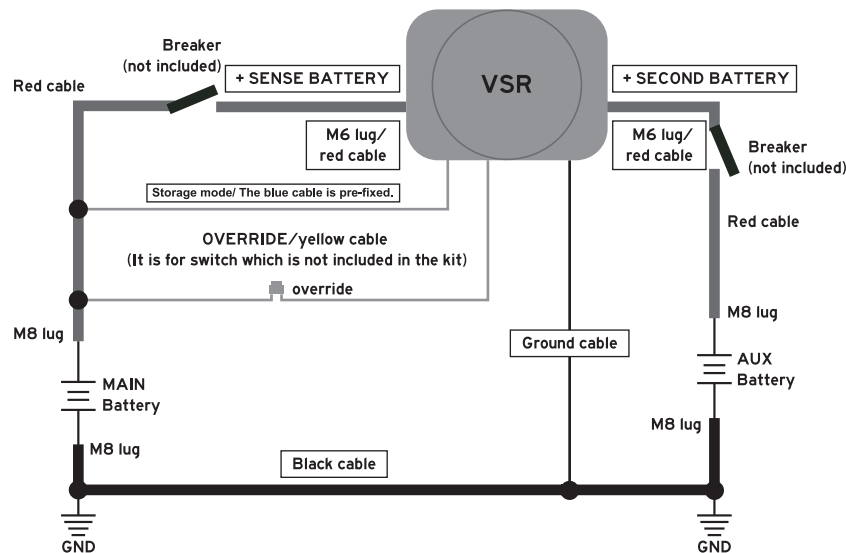 Breaker
(not included)
Red cable
+ SENSE BATTERY
VSR
+ SECOND BATTERY
M6 lug/
red cable
M6 lug/
red cable
Breaker
(not included)
Storage mode/ The blue cable is pre-fixed.
Red cable
OVERRIDE/yellow cable
(It is for switch which is not included in the kit)
override
M8 lug
M8 lug
Ground cable
MAIN
Battery
AUX
Battery
M8 lug
M8 lug
Black cable
GND
GND